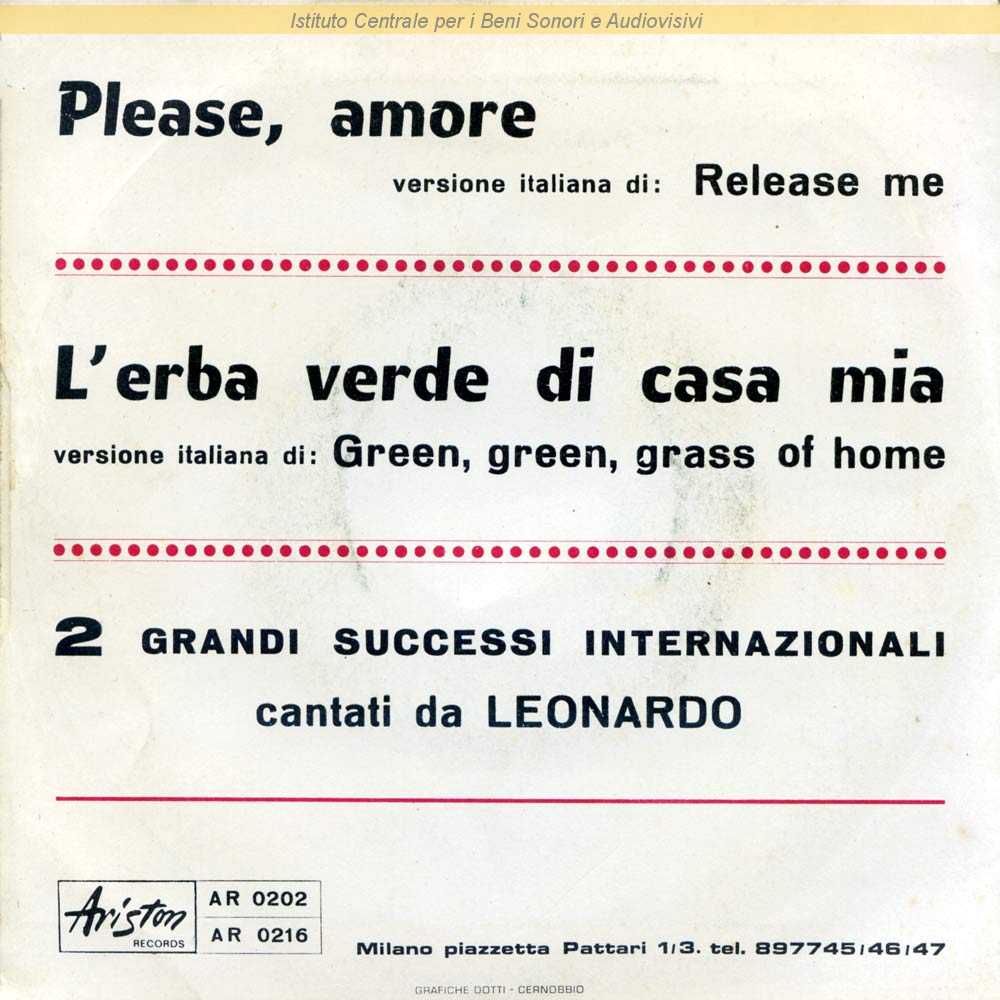 Istituto Centrale per i Beni Sonori e Audiovisivi
Please, amore
versione italiana di: Release me
L'erba verde di casa mia
versione italiana di: Green, green, grass of home
2 GRANDI SUCCESSI INTERNAZIONALI
cantati da LEONARDO
Ariston
RECORDS
AR 0202
AR 0216
Milano piazzetta Pattari 1/3. tel. 897745/46/47
GRAFICHE DOTTI - CERNOBBIO